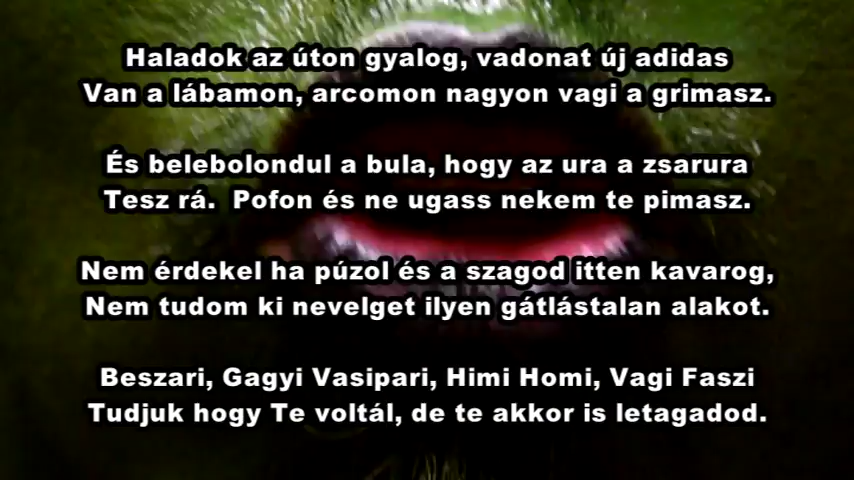 Haladok az úton gyalog, vadonat új adidas
Van a lábamon, arcomon nagyon vagi a grimasz.
És belebolondul a bula, hogy az ura a zsarura
Tesz rá.  Pofon és ne ugass nekem te pimasz.
Nem érdekel ha púzol és a szagod itten kavarog,
Nem tudom ki nevelget ilyen gátlástalan alakot.
Beszari, Gagyi Vasipari, Himi Homi, Vagi Faszi
Tudjuk hogy Te voltál, de te akkor is letagadod.